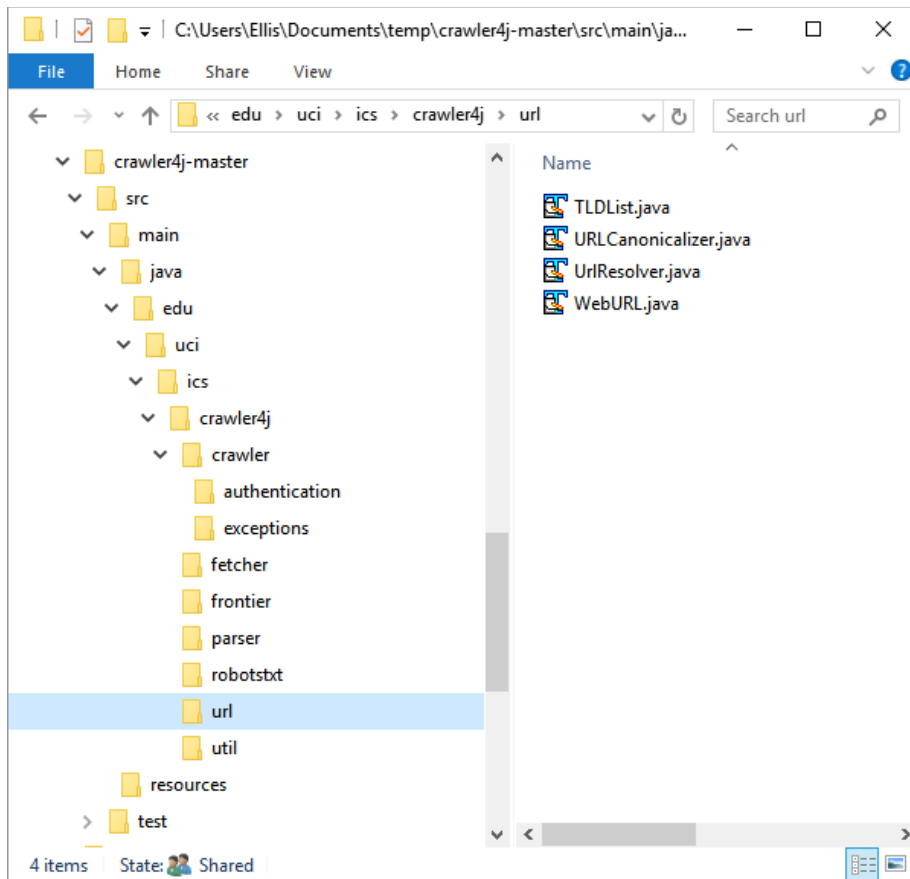 C:\Users\Ellis\Documents\temp\crawler4j-master\src\main\ja...
File Home Share View
?
« edu > uci > ics > crawler4j > url
Search url
crawler4j-master
src
main
java
edu
uci
ics
crawler4j
crawler
authentication
exceptions
fetcher
frontier
parser
robotstxt
url
util
resources
test
Name
TLDList.java
URLCanonicalizer.java
UrlResolver.java
WebURL.java
4 items State: Shared